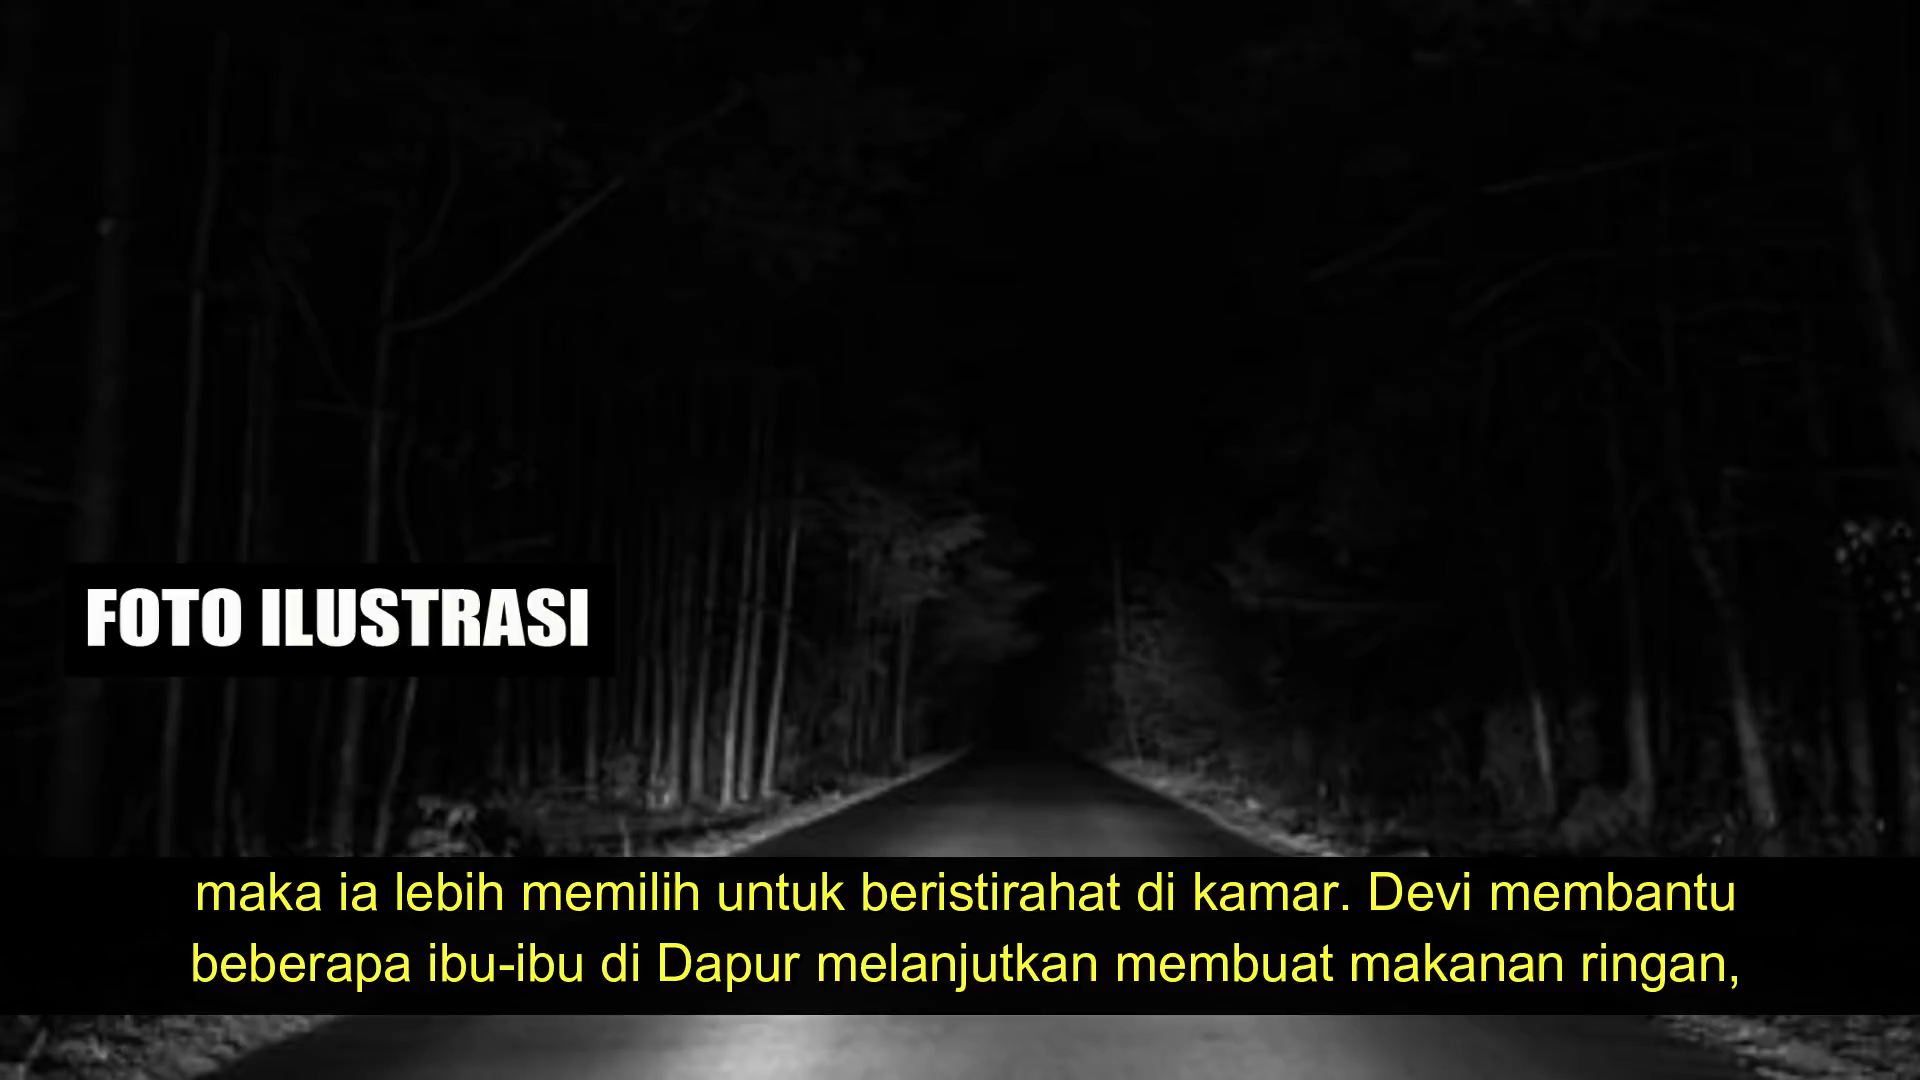 FOTO ILUSTRASI
maka ia lebih memilih untuk beristirahat di kamar. Devi membantu
beberapa ibu-ibu di Dapur melanjutkan membuat makanan ringan,